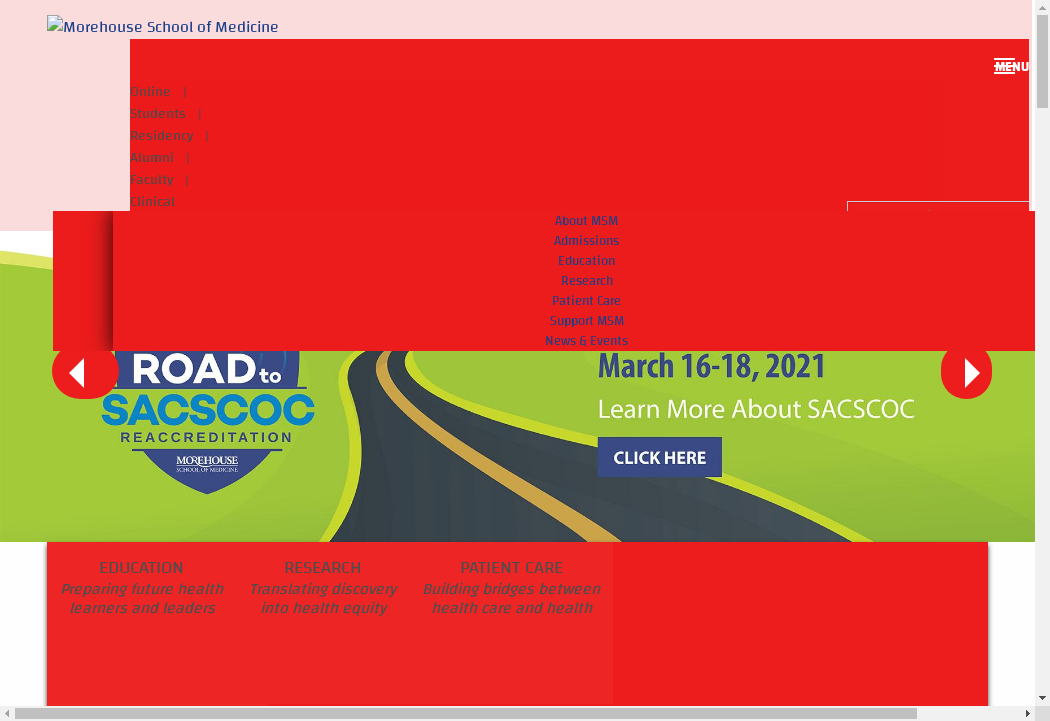 Morehouse School of Medicine
MENU
Online |
Students |
Residency |
Alumni |
Faculty |
Clinical
About MSM
Admissions
Education
Research
Patient Care
Support MSM
News & Events
ROAD to
SACSCOC
REACCREDITATION
MOREHOUSE
SCHOOL OF MEDICINE
March 16-18, 2021
Learn More About SACSCOC
CLICK HERE
EDUCATION
Preparing future health
learners and leaders
RESEARCH
Translating discovery
into health equity
PATIENT CARE
Building bridges between
health care and health